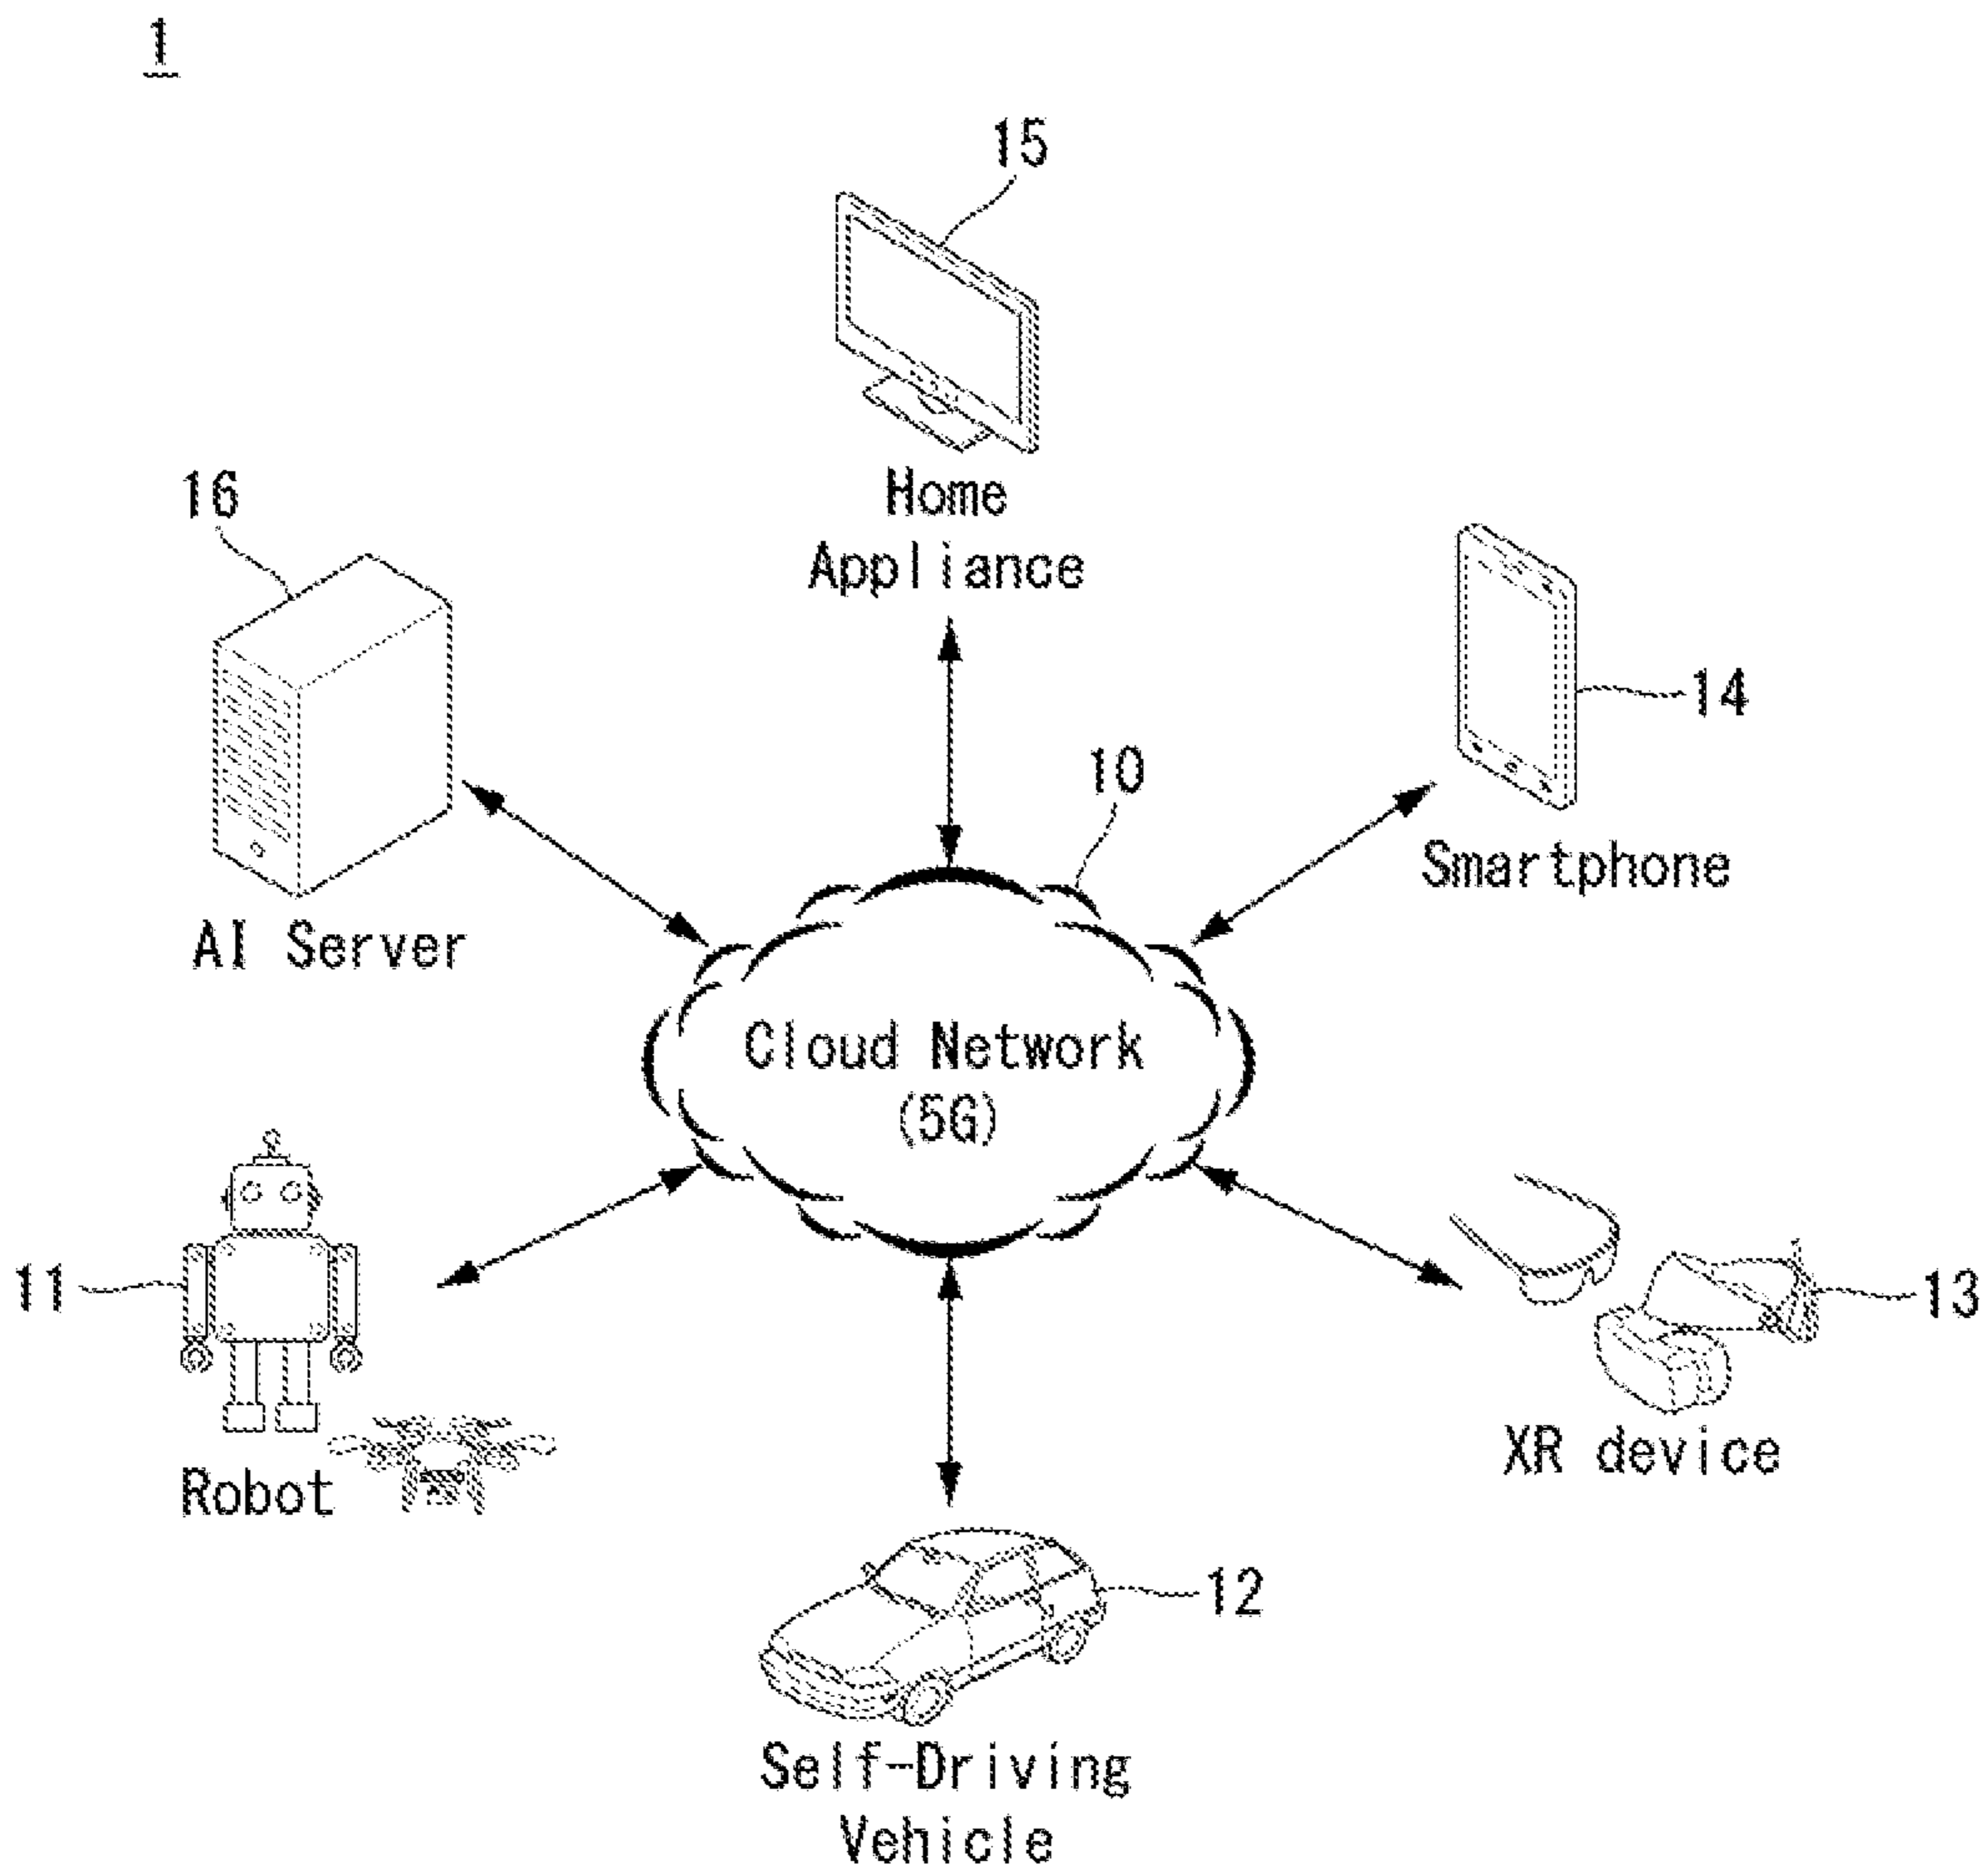 1
15
Home
Appliance
16
14
10
Smartphone
AI Server
Cloud Network
(5G)
11
13
XR device
Robot
12
Self-Driving
Vehicle